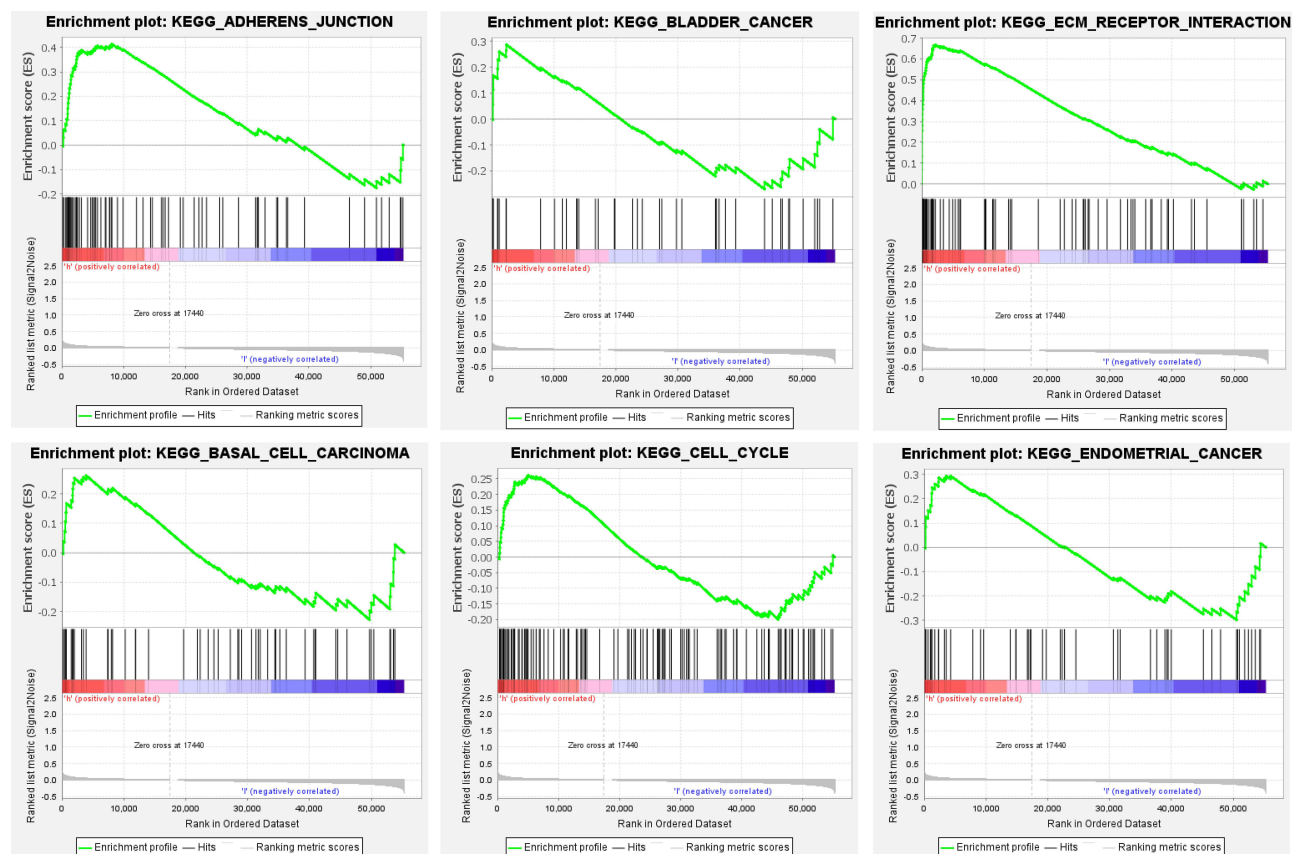 Enrichment plot: KEGG_ADHERENS_JUNCTION
Enrichment score (ES)
0.4
0.3
0.2
0.1
0.0
-0.1
-0.2
Ranked list metric (Signal2Noise)
2.5
2.0
1.5
1.0
0.5
0.0
-0.5
'h' (positively correlated)
Zero cross at 17440
'l' (negatively correlated)
0 10,000 20,000 30,000 40,000 50,000
Rank in Ordered Dataset
Enrichment profile Hits Ranking metric scores
Enrichment plot: KEGG_BLADDER_CANCER
Enrichment score (ES)
0.3
0.2
0.1
0.0
-0.1
-0.2
Ranked list metric (Signal2Noise)
2.5
2.0
1.5
1.0
0.5
0.0
-0.5
'h' (positively correlated)
Zero cross at 17440
'l' (negatively correlated)
0 10,000 20,000 30,000 40,000 50,000
Rank in Ordered Dataset
Enrichment profile Hits Ranking metric scores
Enrichment plot: KEGG_ECM_RECEPTOR_INTERACTION
Enrichment score (ES)
0.7
0.6
0.5
0.4
0.3
0.2
0.1
0.0
Ranked list metric (Signal2Noise)
2.5
2.0
1.5
1.0
0.5
0.0
-0.5
'h' (positively correlated)
Zero cross at 17440
'l' (negatively correlated)
0 10,000 20,000 30,000 40,000 50,000
Rank in Ordered Dataset
Enrichment profile Hits Ranking metric scores
Enrichment plot: KEGG_BASAL_CELL_CARCINOMA
Enrichment score (ES)
0.2
0.1
0.0
-0.1
-0.2
Ranked list metric (Signal2Noise)
2.5
2.0
1.5
1.0
0.5
0.0
-0.5
'h' (positively correlated)
Zero cross at 17440
'l' (negatively correlated)
0 10,000 20,000 30,000 40,000 50,000
Rank in Ordered Dataset
Enrichment profile Hits Ranking metric scores
Enrichment plot: KEGG_CELL_CYCLE
Enrichment score (ES)
0.25
0.20
0.15
0.10
0.05
0.00
-0.05
-0.10
-0.15
-0.20
Ranked list metric (Signal2Noise)
2.5
2.0
1.5
1.0
0.5
0.0
-0.5
'h' (positively correlated)
Zero cross at 17440
'l' (negatively correlated)
0 10,000 20,000 30,000 40,000 50,000
Rank in Ordered Dataset
Enrichment profile Hits Ranking metric scores
Enrichment plot: KEGG_ENDOMETRIAL_CANCER
Enrichment score (ES)
0.3
0.2
0.1
0.0
-0.1
-0.2
-0.3
Ranked list metric (Signal2Noise)
2.5
2.0
1.5
1.0
0.5
0.0
-0.5
'h' (positively correlated)
Zero cross at 17440
'l' (negatively correlated)
0 10,000 20,000 30,000 40,000 50,000
Rank in Ordered Dataset
Enrichment profile Hits Ranking metric scores